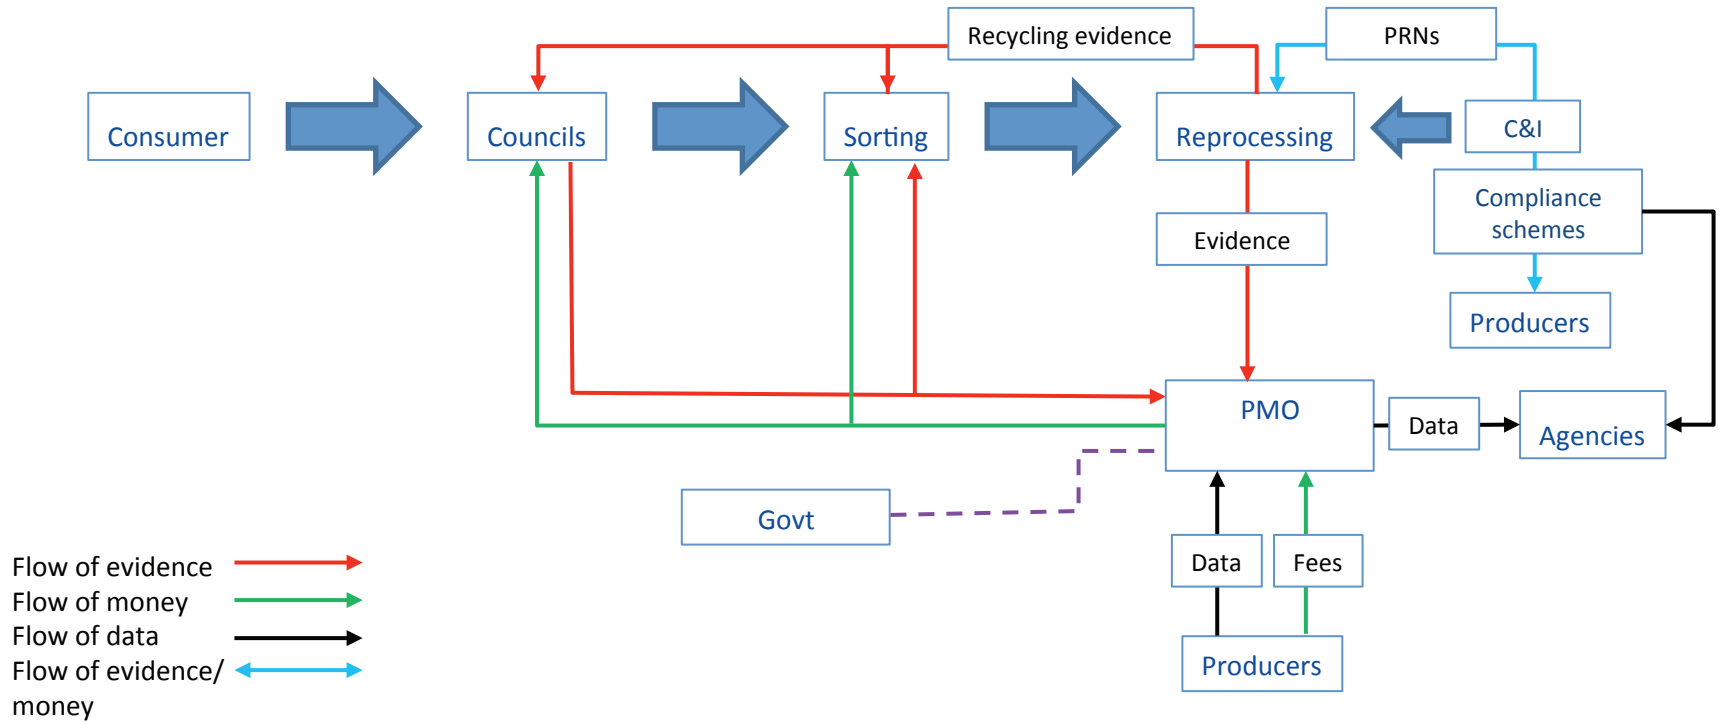 Recycling evidence
PRNs
Consumer
Councils
Sorting
Reprocessing
C&I
Compliance
schemes
Evidence
Producers
PMO
Data
Agencies
Govt
Data
Fees
Producers
Flow of evidence
Flow of money
Flow of data
Flow of evidence/
money